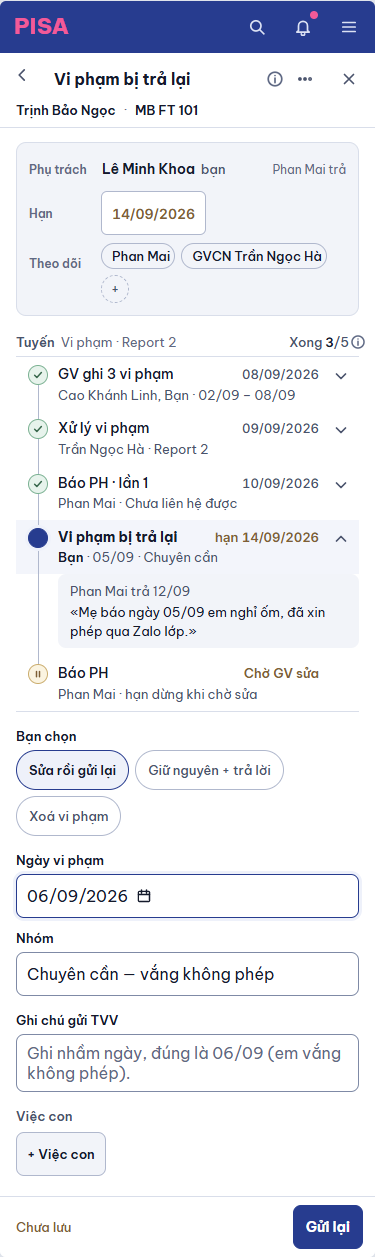 PISA
Vi phạm bị trả lại
Trịnh Bảo Ngọc · MB FT 101
Phụ trách Lê Minh Khoa bạn Phan Mai trả
Hạn 14/09/2026
Theo dõi Phan Mai GVCN Trần Ngọc Hà
+
Tuyến Vi phạm · Report 2 Xong 3/5
GV ghi 3 vi phạm 08/09/2026
Cao Khánh Linh, Bạn · 02/09 – 08/09
Xử lý vi phạm 09/09/2026
Trần Ngọc Hà · Report 2
Báo PH · lần 1 10/09/2026
Phan Mai · Chưa liên hệ được
Vi phạm bị trả lại hạn 14/09/2026
Bạn · 05/09 · Chuyên cần
Phan Mai trả 12/09
«Mẹ báo ngày 05/09 em nghỉ ốm, đã xin
phép qua Zalo lớp.»
Báo PH Chờ GV sửa
Phan Mai · hạn dừng khi chờ sửa
Bạn chọn
Sửa rồi gửi lại Giữ nguyên + trả lời
Xoá vi phạm
Ngày vi phạm
06/09/2026
Nhóm
Chuyên cần — vắng không phép
Ghi chú gửi TVV
Ghi nhầm ngày, đúng là 06/09 (em vắng
không phép).
Việc con
+ Việc con
Chưa lưu Gửi lại